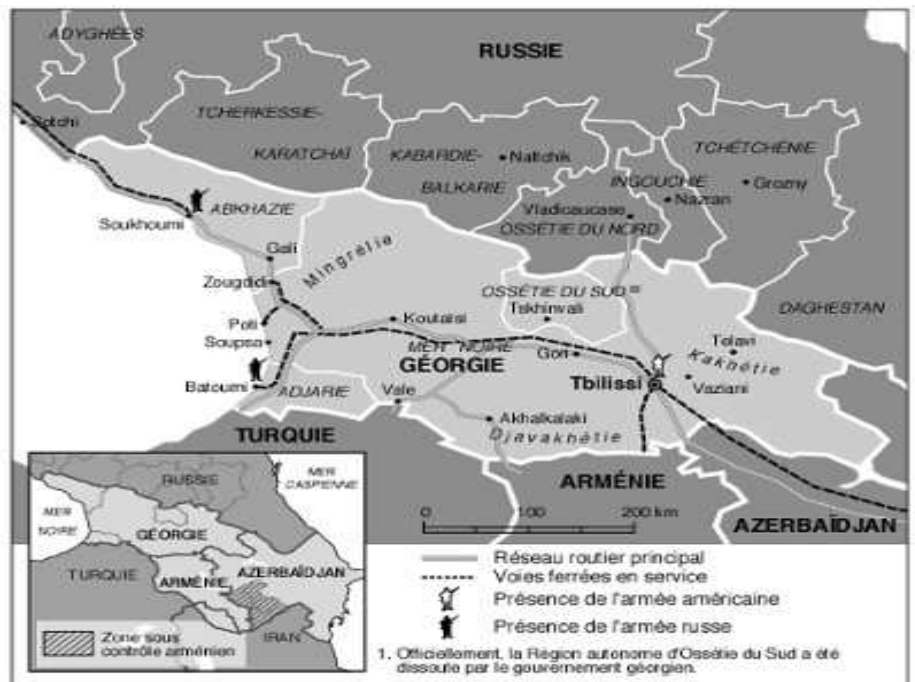 ADYGHÉES
RUSSIE
Sotchi
TCHERKESSIE-
KARATCHAÏ
KABARDIE-
BALKARIE
Naltchik
TCHÉTCHÉNIE
INGOUCHIE
Grozny
Nazran
Vladicaucase
OSSÉTIE DU NORD
ABKHAZIE
Soukhoumi
Gali
Mingrélie
Zougdidi
OSSÉTIE DU SUD
DAGHESTAN
Tskhinvali
Poti
Koutaïsi
Soupsa
MER NOIRE
Gori
Telavi
Kakhétie
GÉORGIE
Batoumi
ADJARIE
Vale
Tbilissi
Vaziani
Akhalkalaki
Djavakhétie
TURQUIE
ARMÉNIE
AZERBAÏDJAN
0 100 200 km
RUSSIE
MER
CASPIENNE
MER
NOIRE
GÉORGIE
TURQUIE
ARMÉNIE
AZERBAÏDJAN
IRAN
Zone sous
contrôle arménien
Réseau routier principal
Voies ferrées en service
Présence de l'armée américaine
Présence de l'armée russe
1. Officiellement, la Région autonome d'Ossétie du Sud a été
dissoute par le gouvernement géorgien.